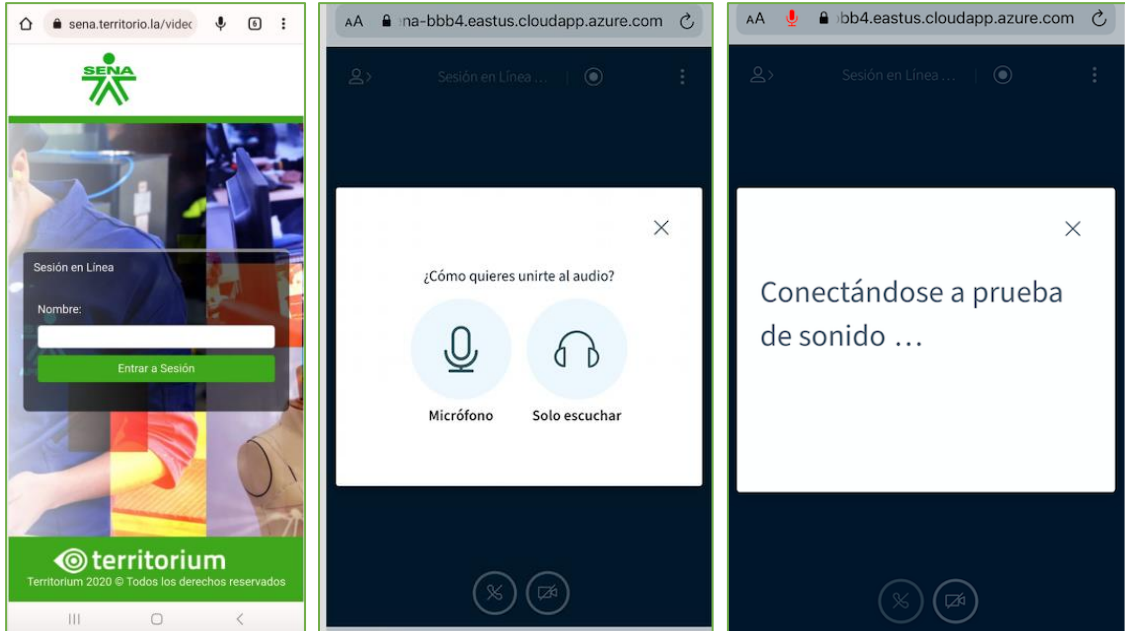 sena.territorio.la/videc
6
SENA
Sesión en Línea
Nombre:
Entrar a Sesión
territorium
Territorium 2020 © Todos los derechos reservados
AA
na-bbb4.eastus.cloudapp.azure.com
Sesión en Línea ...
¿Cómo quieres unirte al audio?
Micrófono
Solo escuchar
AA
bb4.eastus.cloudapp.azure.com
Sesión en Línea ...
Conectándose a prueba
de sonido ...